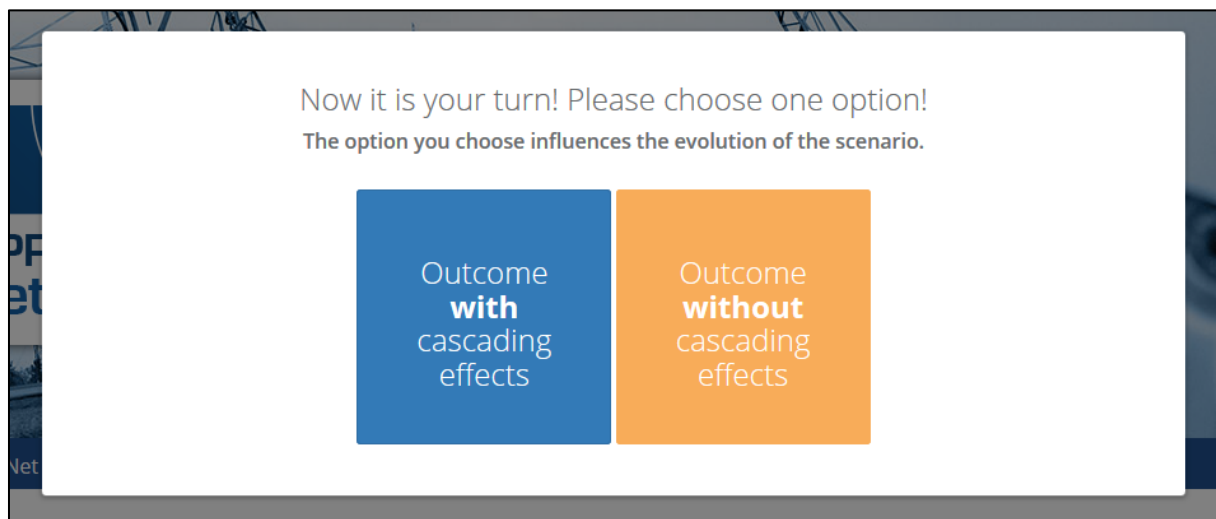 Now it is your turn! Please choose one option!
The option you choose influences the evolution of the scenario.
Outcome
with
cascading
effects
Outcome
without
cascading
effects
Net